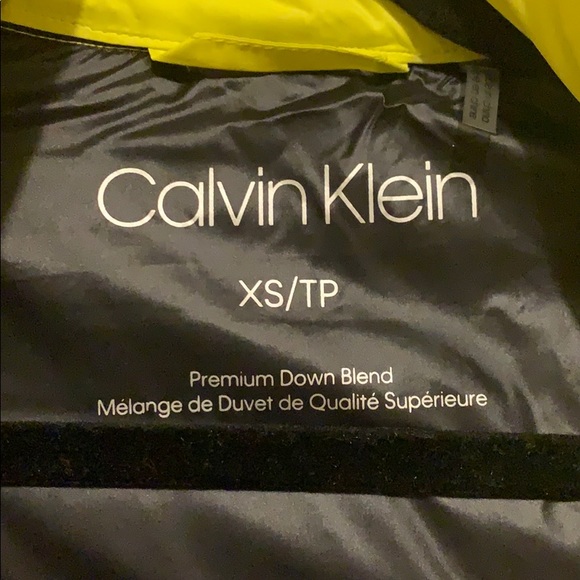 Calvin Klein
XS/TP
Premium Down Blend
Mélange de Duvet de Qualité Supérieure